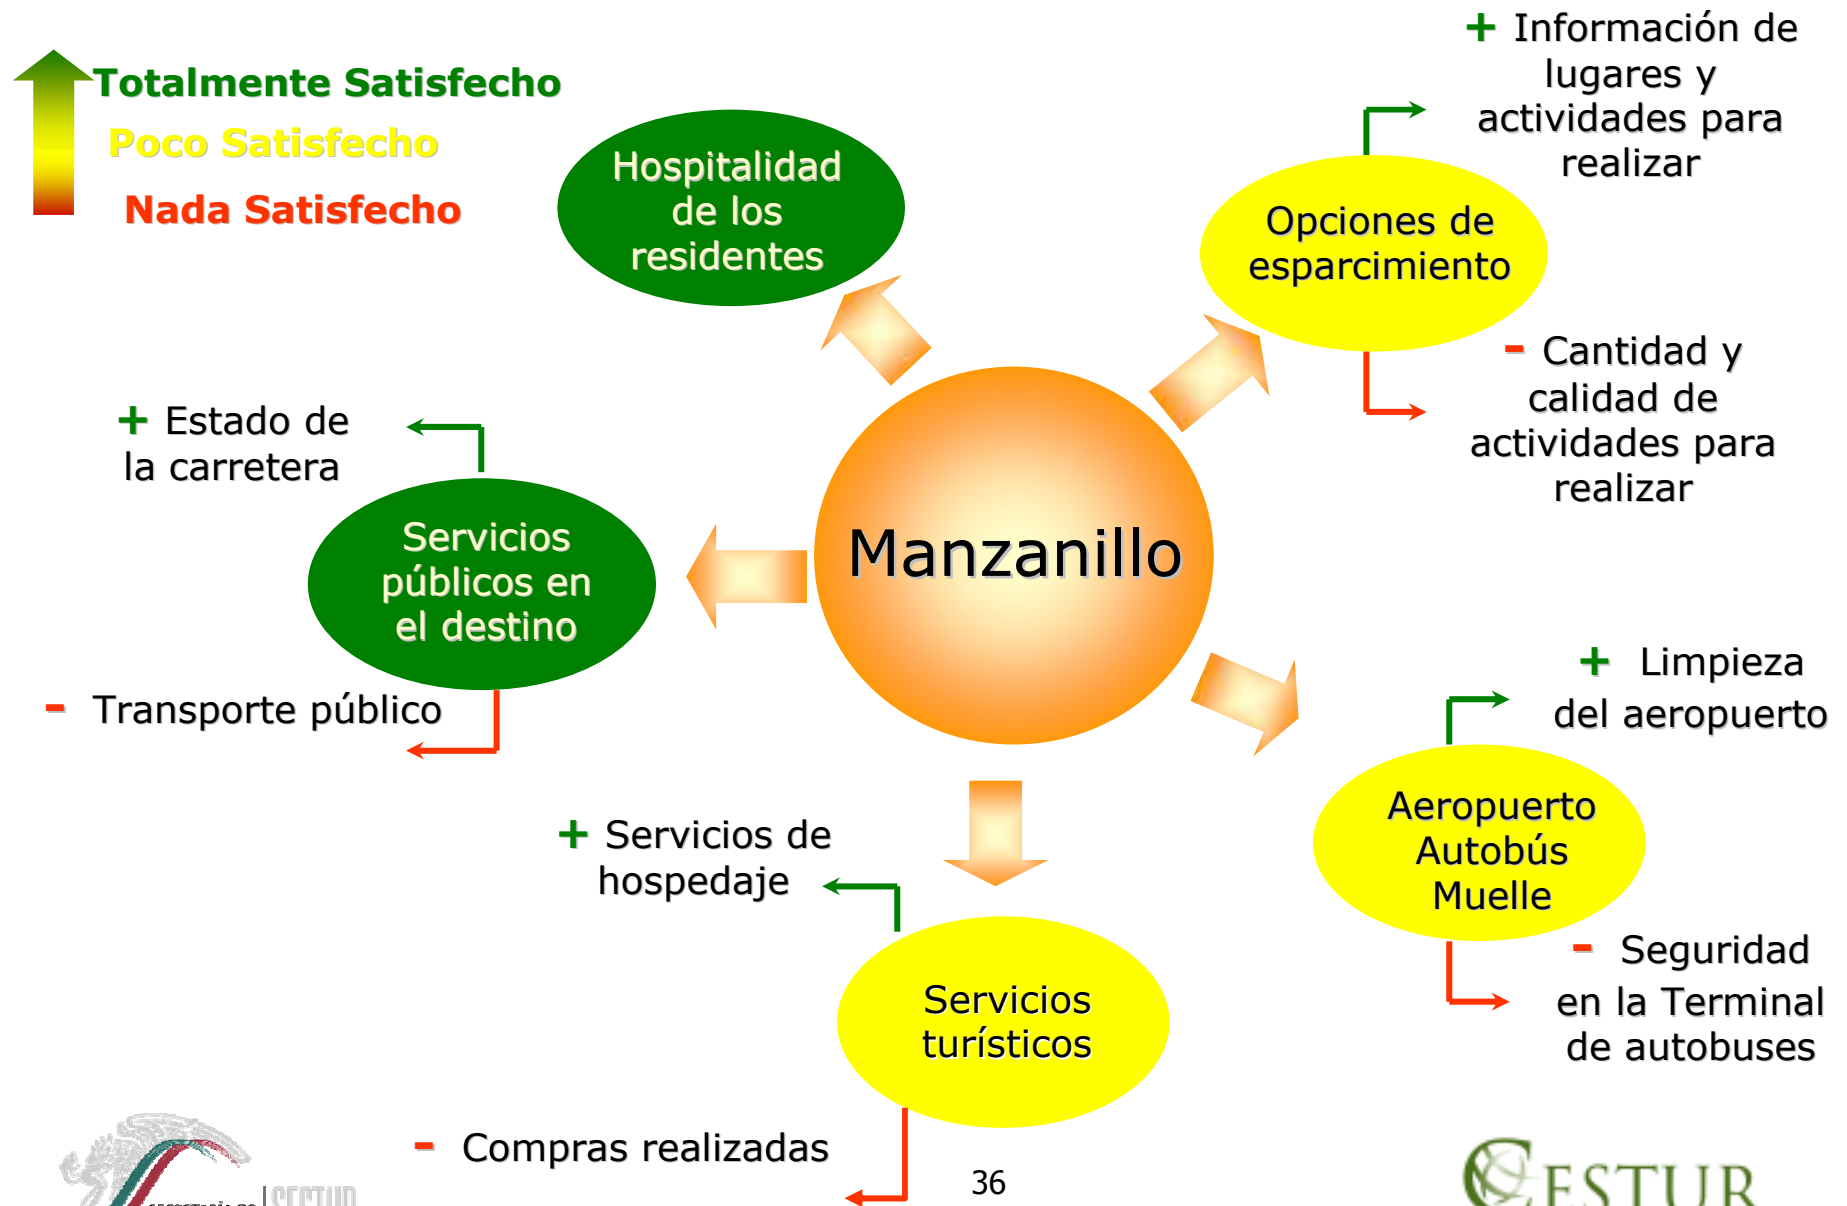 Totalmente Satisfecho
Poco Satisfecho
Nada Satisfecho
Hospitalidad
de los
residentes
+ Información de
lugares y
actividades para
realizar
Opciones de
esparcimiento
- Cantidad y
calidad de
actividades para
realizar
+ Estado de
la carretera
Servicios
públicos en
el destino
- Transporte público
Manzanillo
+ Limpieza
del aeropuerto
Aeropuerto
Autobús
Muelle
- Seguridad
en la Terminal
de autobuses
+ Servicios de
hospedaje
Servicios
turísticos
- Compras realizadas
36
CESTUR